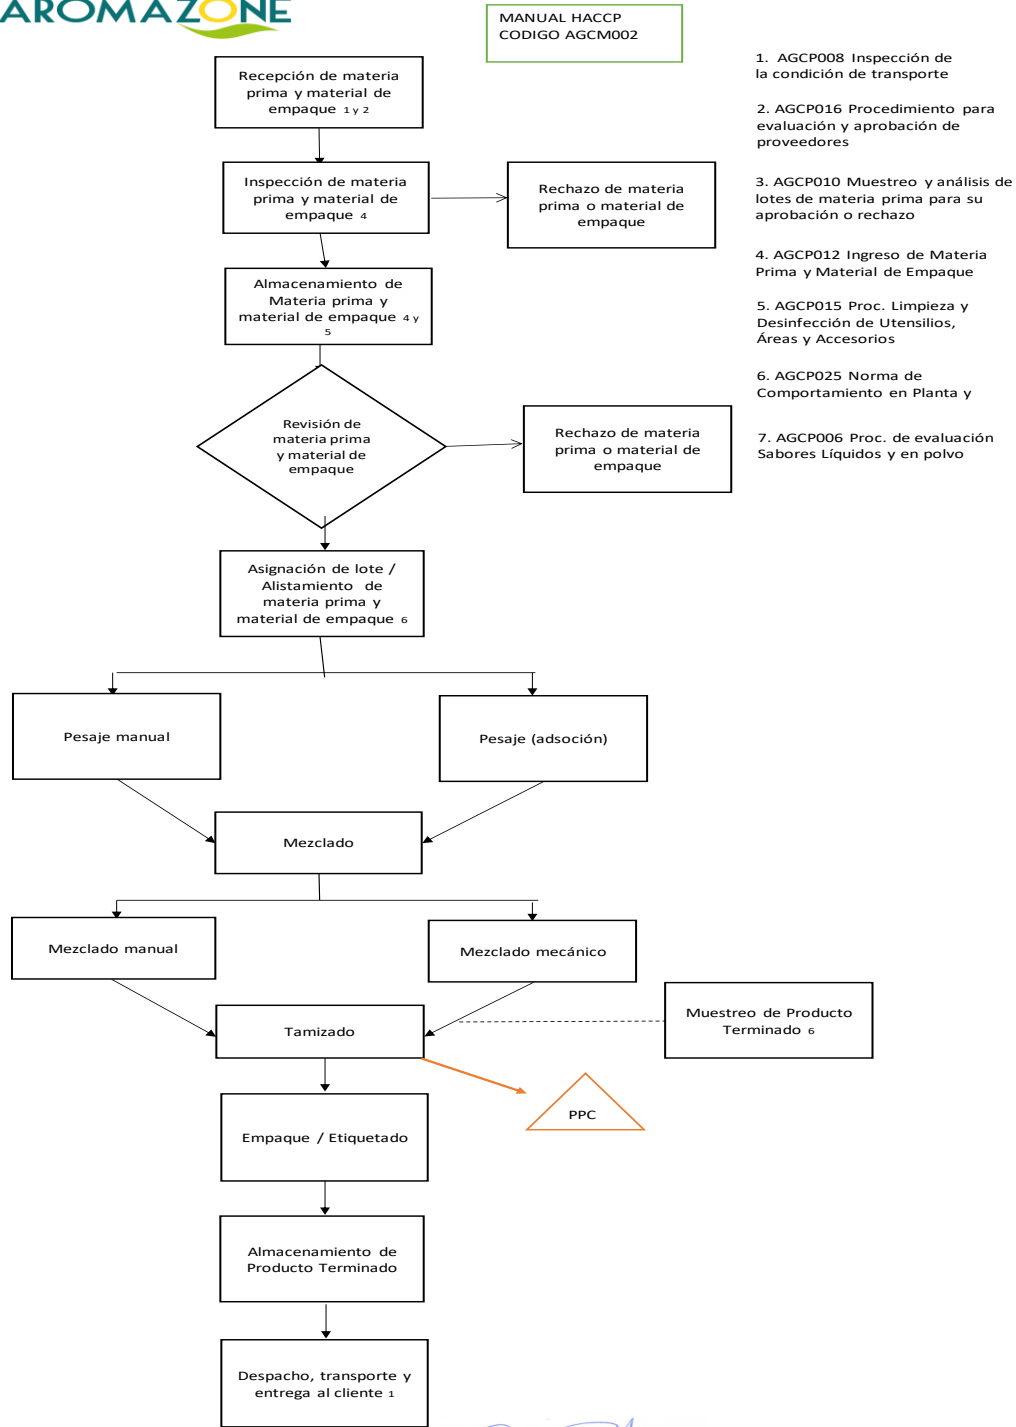 AROMAZONE
MANUAL HACCP
CODIGO AGCM002
Recepción de materia
prima y material de
empaque 1 y 2
Inspección de materia
prima y material de
empaque 4
Rechazo de materia
prima o material de
empaque
Almacenamiento de
Materia prima y
material de empaque 4 y
5
Revisión de
materia prima
y material de
empaque
Rechazo de materia
prima o material de
empaque
Asignación de lote /
Alistamiento de
materia prima y
material de empaque 6
Pesaje manual
Pesaje (adsoción)
Mezclado
Mezclado manual
Mezclado mecánico
Tamizado
Muestreo de Producto
Terminado 6
PPC
Empaque / Etiquetado
Almacenamiento de
Producto Terminado
Despacho, transporte y
entrega al cliente 1
1. AGCP008 Inspección de
la condición de transporte
2. AGCP016 Procedimiento para
evaluación y aprobación de
proveedores
3. AGCP010 Muestreo y análisis de
lotes de materia prima para su
aprobación o rechazo
4. AGCP012 Ingreso de Materia
Prima y Material de Empaque
5. AGCP015 Proc. Limpieza y
Desinfección de Utensilios,
Áreas y Accesorios
6. AGCP025 Norma de
Comportamiento en Planta y
7. AGCP006 Proc. de evaluación
Sabores Líquidos y en polvo